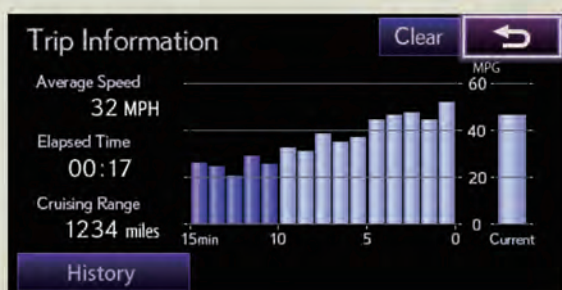 Trip Information
Clear
Average Speed
32 MPH
Elapsed Time
00:17
Cruising Range
1234 miles
MPG
60
40
20
0
15min 10 5 0 Current
History